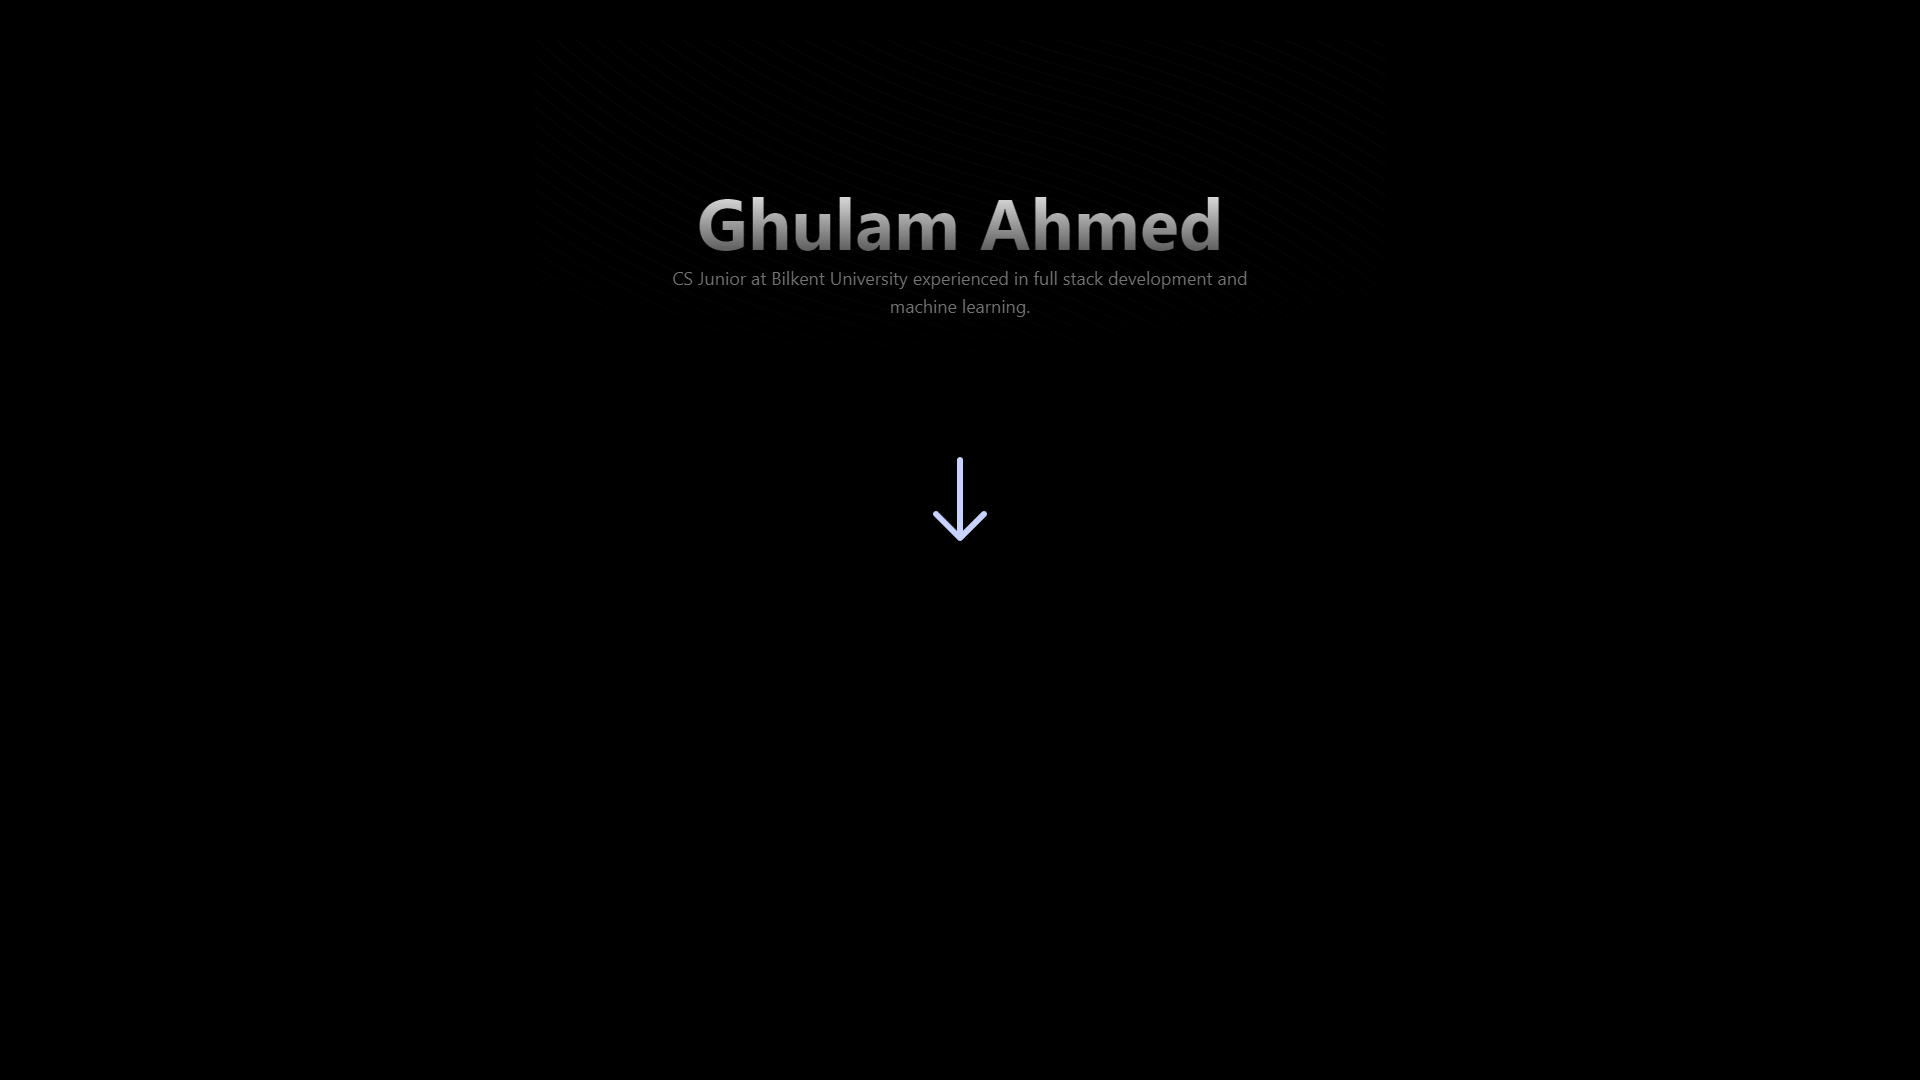 Ghulam Ahmed
CS Junior at Bilkent University experienced in full stack development and
machine learning.